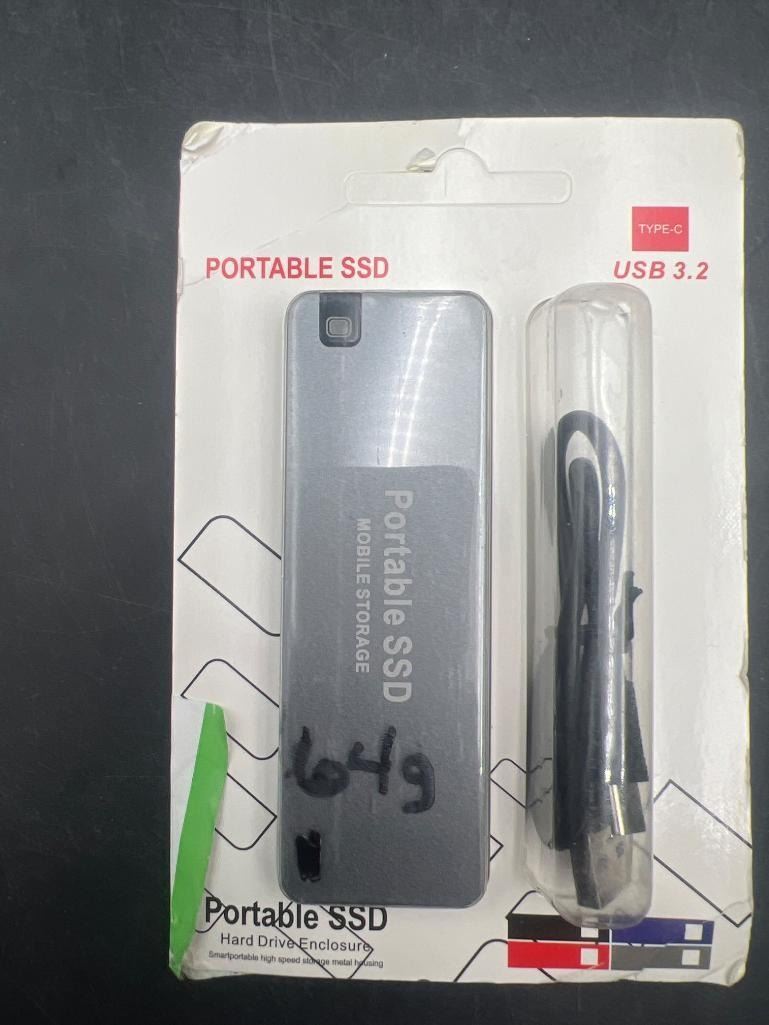 TYPE-C
PORTABLE SSD
USB 3.2
Portable SSD
MOBILE STORAGE
64g
Portable SSD
Hard Drive Enclosure
Smartportable high speed storage metal housing